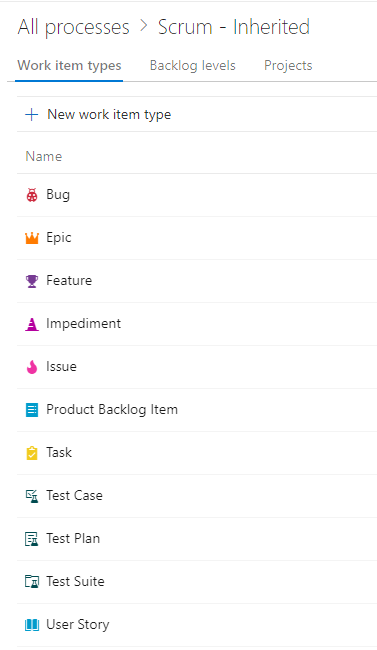 All processes > Scrum - Inherited
Work item types Backlog levels Projects
+ New work item type
Name
Bug
Epic
Feature
Impediment
Issue
Product Backlog Item
Task
Test Case
Test Plan
Test Suite
User Story